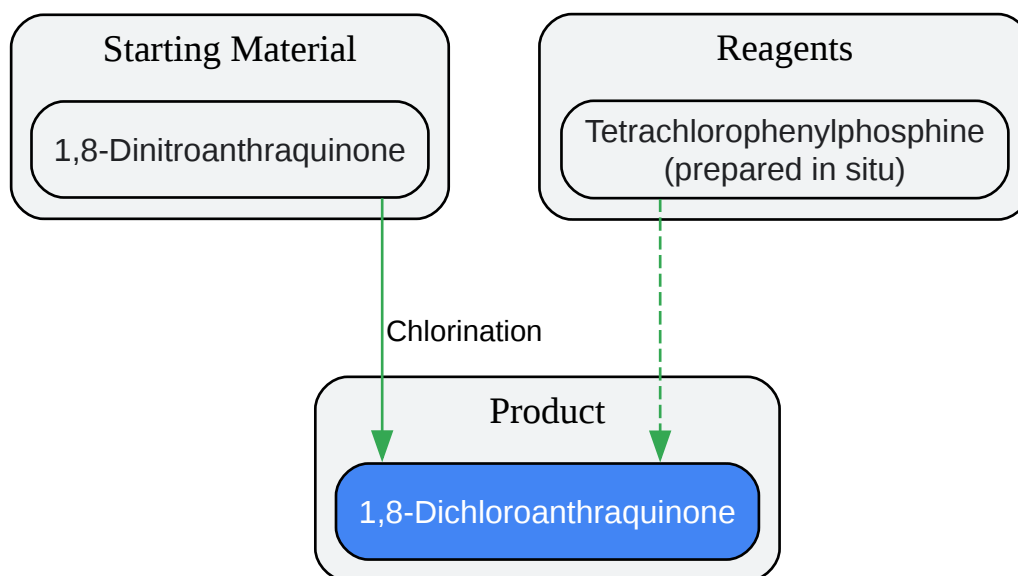 Starting Material
1,8-Dinitroanthraquinone
Reagents
Tetrachlorophenylphosphine
(prepared in situ)
Chlorination
Product
1,8-Dichloroanthraquinone